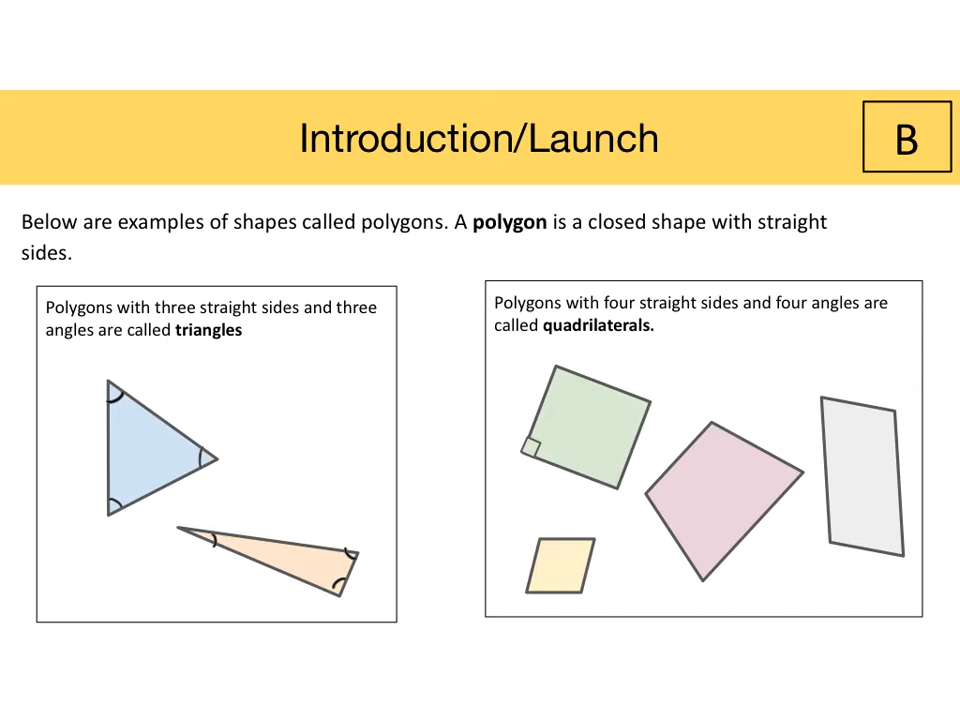 Introduction/Launch
B
Below are examples of shapes called polygons. A polygon is a closed shape with straight
sides.
Polygons with three straight sides and three
angles are called triangles
Polygons with four straight sides and four angles are
called quadrilaterals.